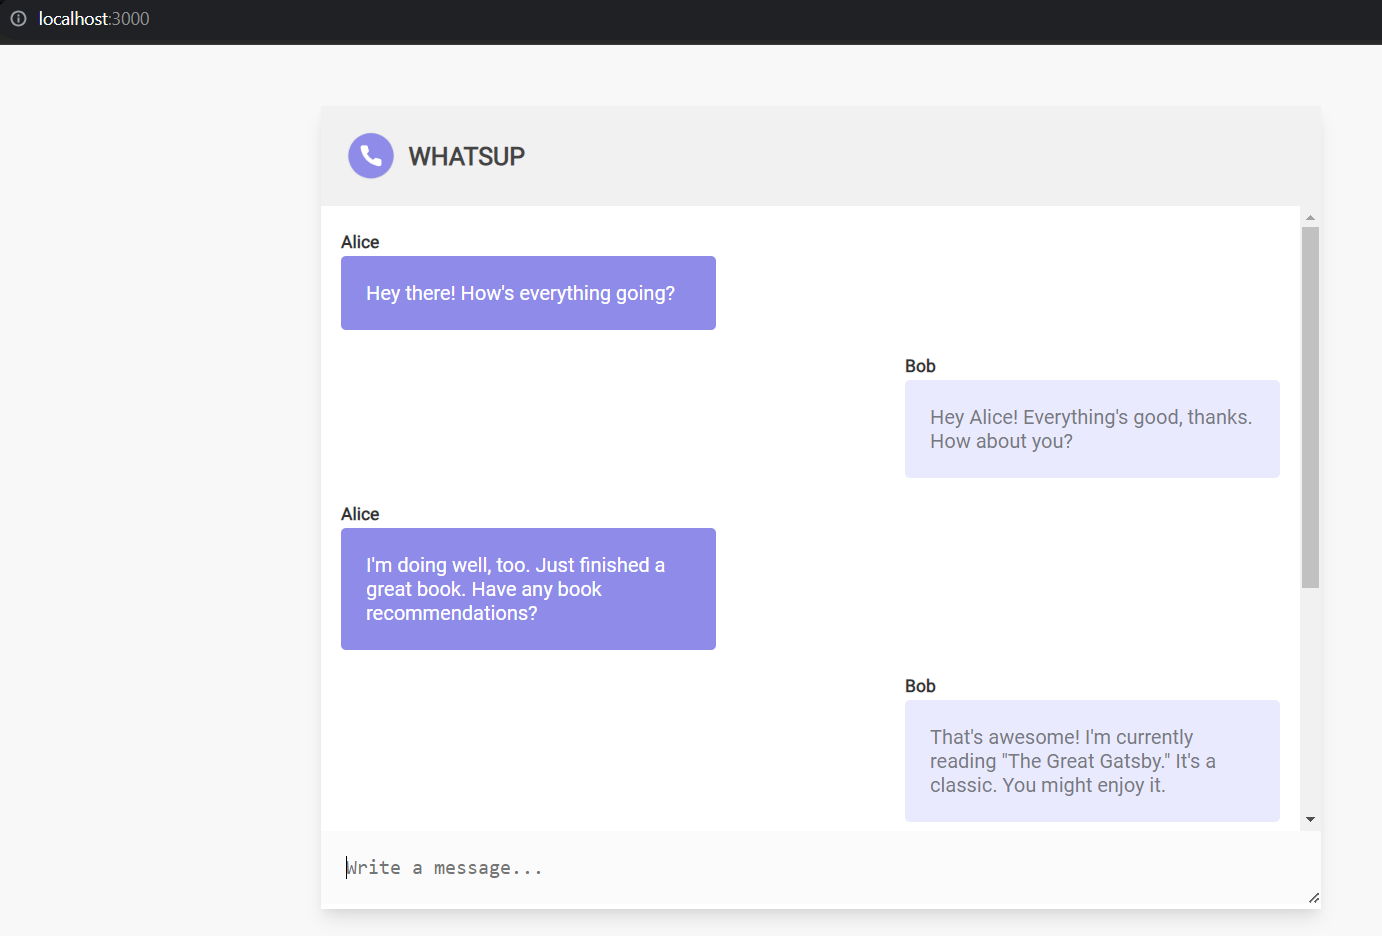 localhost:3000
WHATSUP
Alice
Hey there! How's everything going?
Bob
Hey Alice! Everything's good, thanks.
How about you?
Alice
I'm doing well, too. Just finished a
great book. Have any book
recommendations?
Bob
That's awesome! I'm currently
reading "The Great Gatsby." It's a
classic. You might enjoy it.
Write a message...